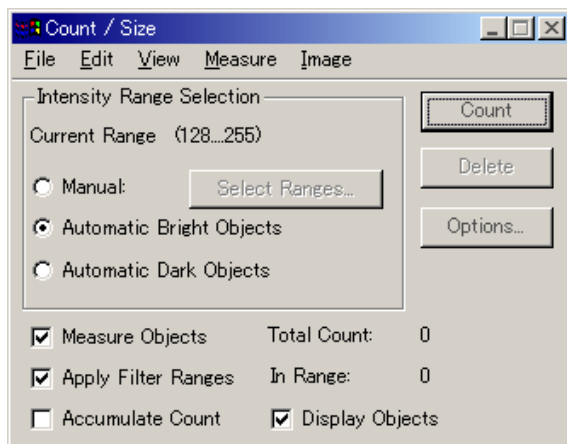 Count / Size
File Edit View Measure Image
Intensity Range Selection
Current Range (128...255)
Manual: Select Ranges...
Automatic Bright Objects
Automatic Dark Objects
Count
Delete
Options...
Measure Objects Total Count: 0
Apply Filter Ranges In Range: 0
Accumulate Count Display Objects